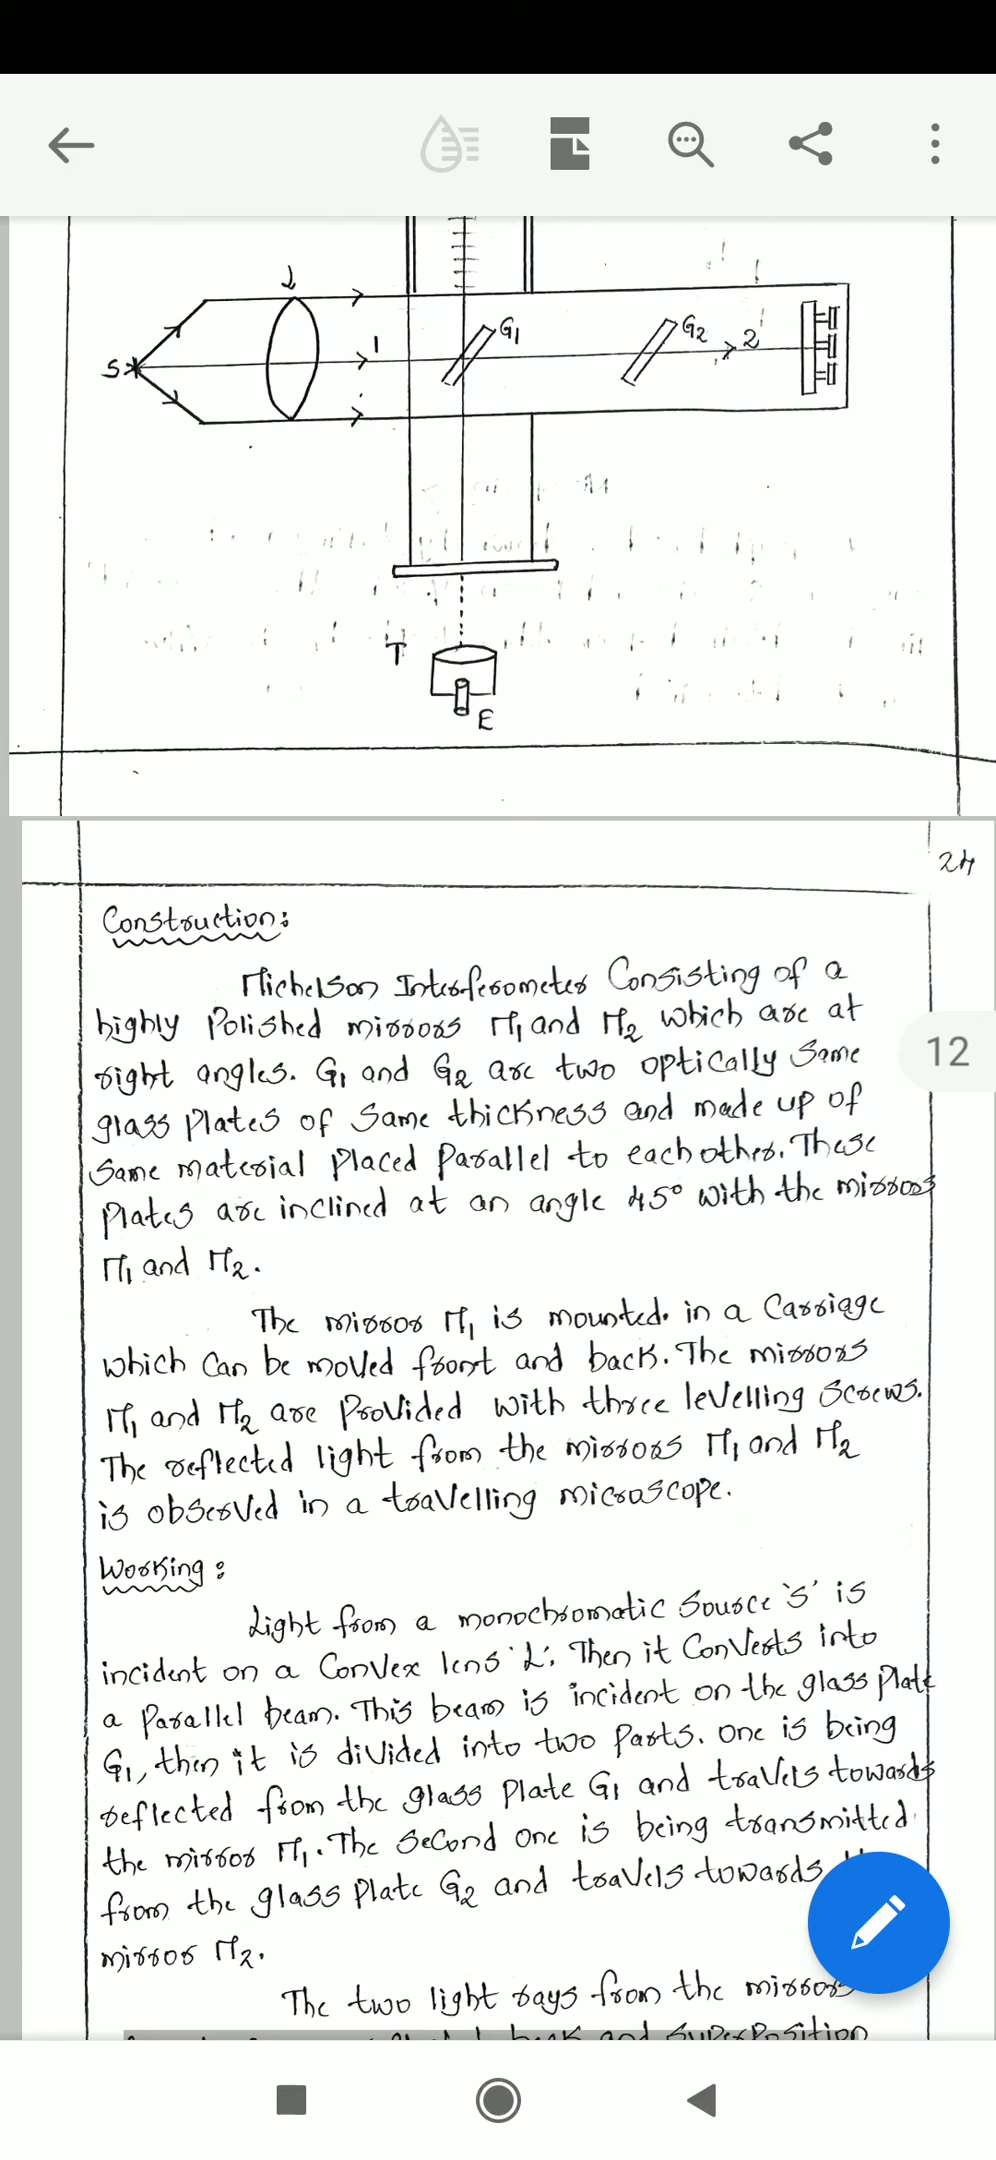 L
G1
G2
2
1
S
T
E
24
Construction:
Michelson Interferometer Consisting of a
highly Polished mirrors M1 and M2 which are at
right angles. G1 and G2 are two optically Same
glass Plates of Same thickness and made up of
Same material Placed Parallel to each other. These
Plates are inclined at an angle 45° with the mirrors
M1 and M2.
The mirror M1 is mounted. in a Carriage
which Can be moved front and back. The mirrors
M1 and M2 are Provided with three levelling Screws.
The reflected light from the mirrors M1 and M2
is observed in a travelling microscope.
12
Working:
Light from a monochromatic Source 'S' is
incident on a Convex lens 'L'. Then it Converts into
a Parallel beam. This beam is incident on the glass Plate
G1, then it is divided into two Parts. One is being
reflected from the glass Plate G1 and travels towards
the mirror M1. The Second one is being transmitted
from the glass Plate G2 and travels towards
mirror M2.
The two light rays from the mirrors
back and Superposition